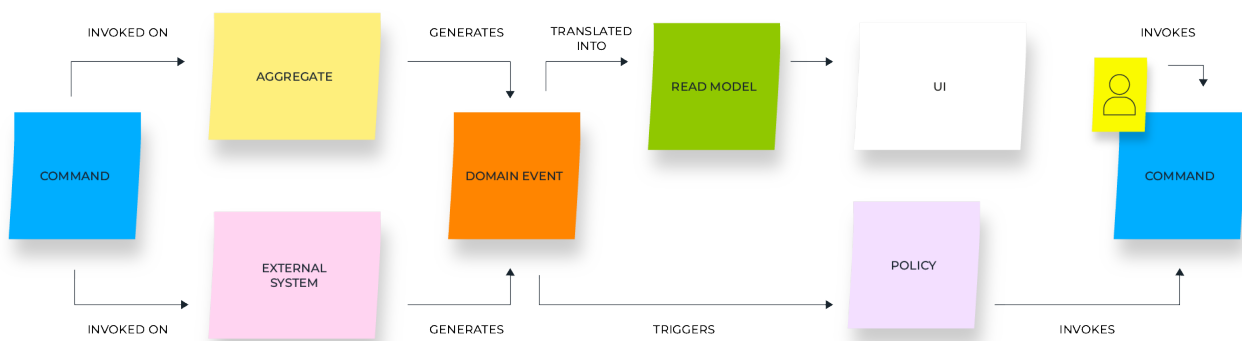 INVOKED ON
GENERATES
TRANSLATED
INTO
INVOKES
AGGREGATE
READ MODEL
UI
COMMAND
DOMAIN EVENT
COMMAND
EXTERNAL
SYSTEM
POLICY
INVOKED ON
GENERATES
TRIGGERS
INVOKES